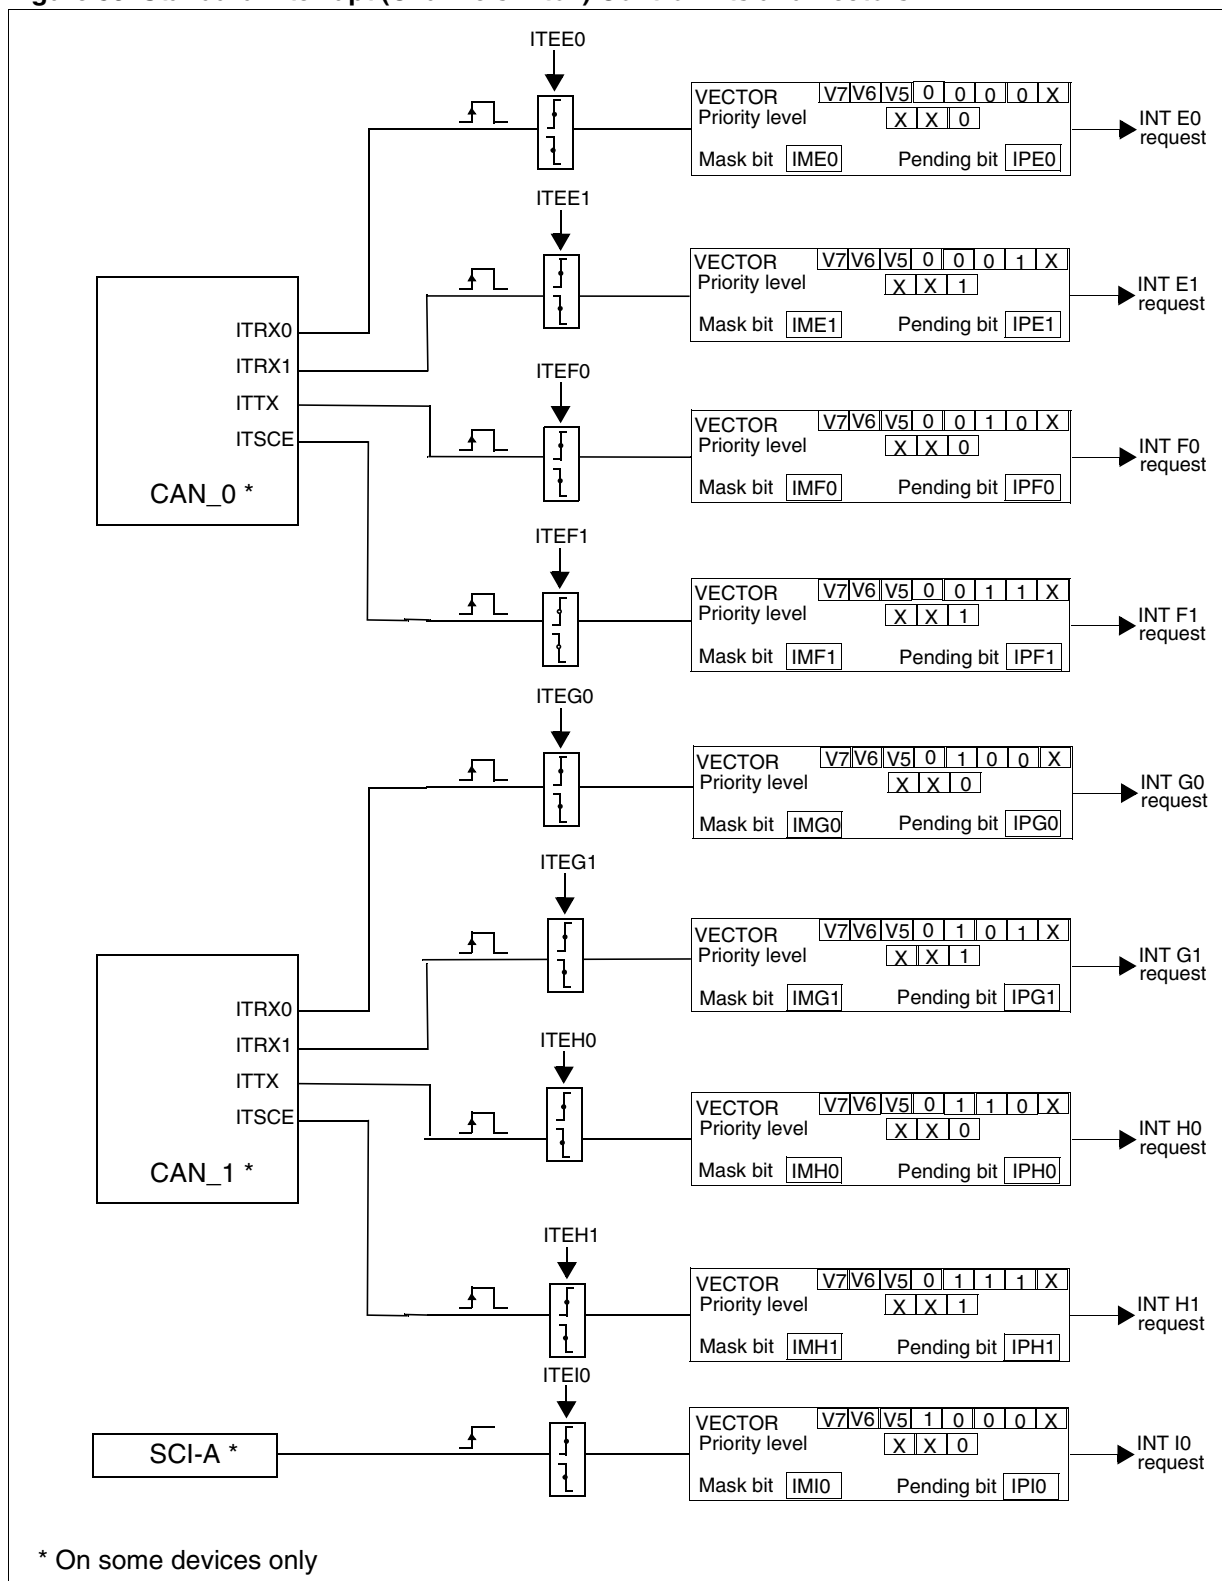 ITEE0
VECTOR V7 V6 V5 0 0 0 0 X
Priority level X X 0
Mask bit IME0 Pending bit IPE0
INT E0
request
ITEE1
VECTOR V7 V6 V5 0 0 0 1 X
Priority level X X 1
Mask bit IME1 Pending bit IPE1
INT E1
request
ITRX0
ITRX1
ITTX
ITSCE
CAN_0 *
ITEF0
VECTOR V7 V6 V5 0 0 1 0 X
Priority level X X 0
Mask bit IMF0 Pending bit IPF0
INT F0
request
ITEF1
VECTOR V7 V6 V5 0 0 1 1 X
Priority level X X 1
Mask bit IMF1 Pending bit IPF1
INT F1
request
ITEG0
VECTOR V7 V6 V5 0 1 0 0 X
Priority level X X 0
Mask bit IMG0 Pending bit IPG0
INT G0
request
ITEG1
VECTOR V7 V6 V5 0 1 0 1 X
Priority level X X 1
Mask bit IMG1 Pending bit IPG1
INT G1
request
ITRX0
ITRX1
ITTX
ITSCE
CAN_1 *
ITEH0
VECTOR V7 V6 V5 0 1 1 0 X
Priority level X X 0
Mask bit IMH0 Pending bit IPH0
INT H0
request
ITEH1
VECTOR V7 V6 V5 0 1 1 1 X
Priority level X X 1
Mask bit IMH1 Pending bit IPH1
INT H1
request
ITEI0
SCI-A *
VECTOR V7 V6 V5 1 0 0 0 X
Priority level X X 0
Mask bit IMI0 Pending bit IPI0
INT I0
request
* On some devices only